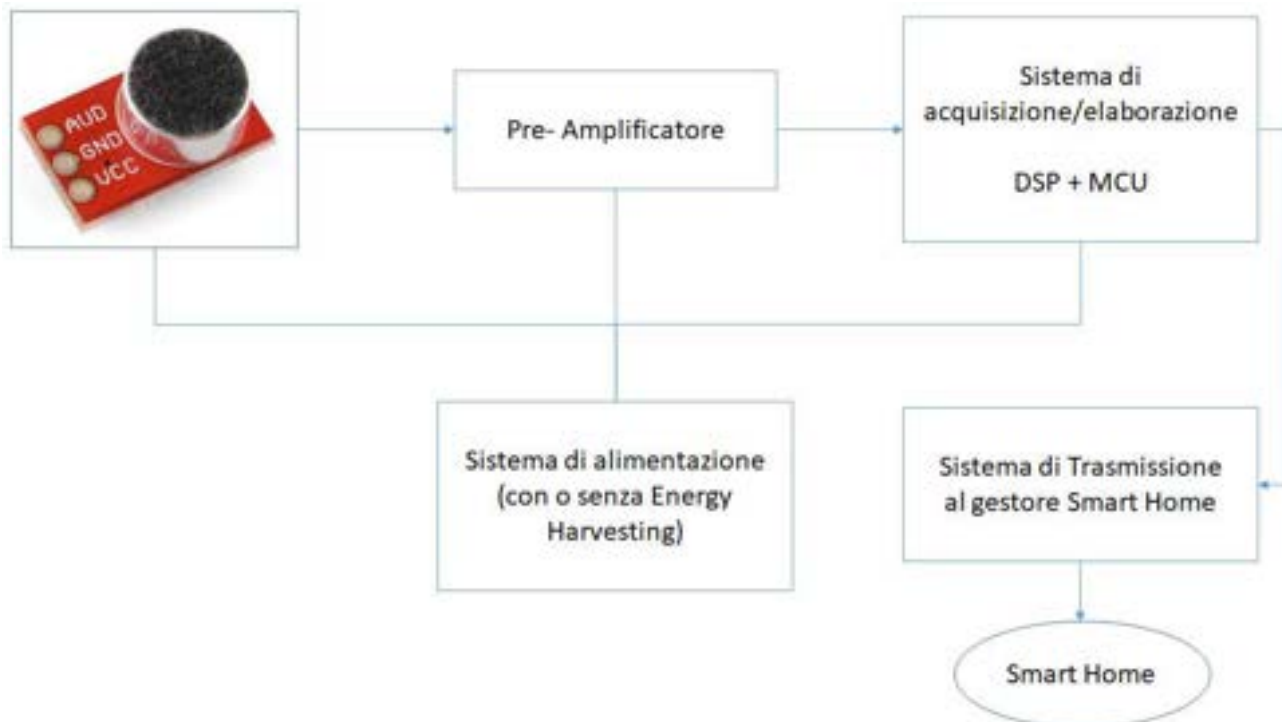 AUD
GND
VCC
Pre- Amplificatore
Sistema di
acquisizione/elaborazione
DSP + MCU
Sistema di alimentazione
(con o senza Energy
Harvesting)
Sistema di Trasmissione
al gestore Smart Home
Smart Home